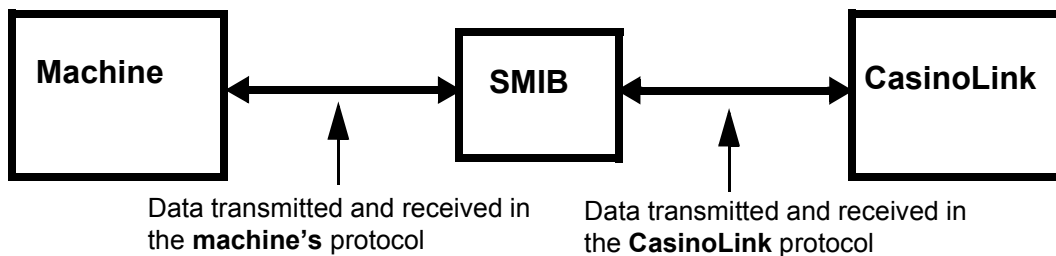 Machine
SMIB
CasinoLink
Data transmitted and received in
the machine's protocol
Data transmitted and received in
the CasinoLink protocol